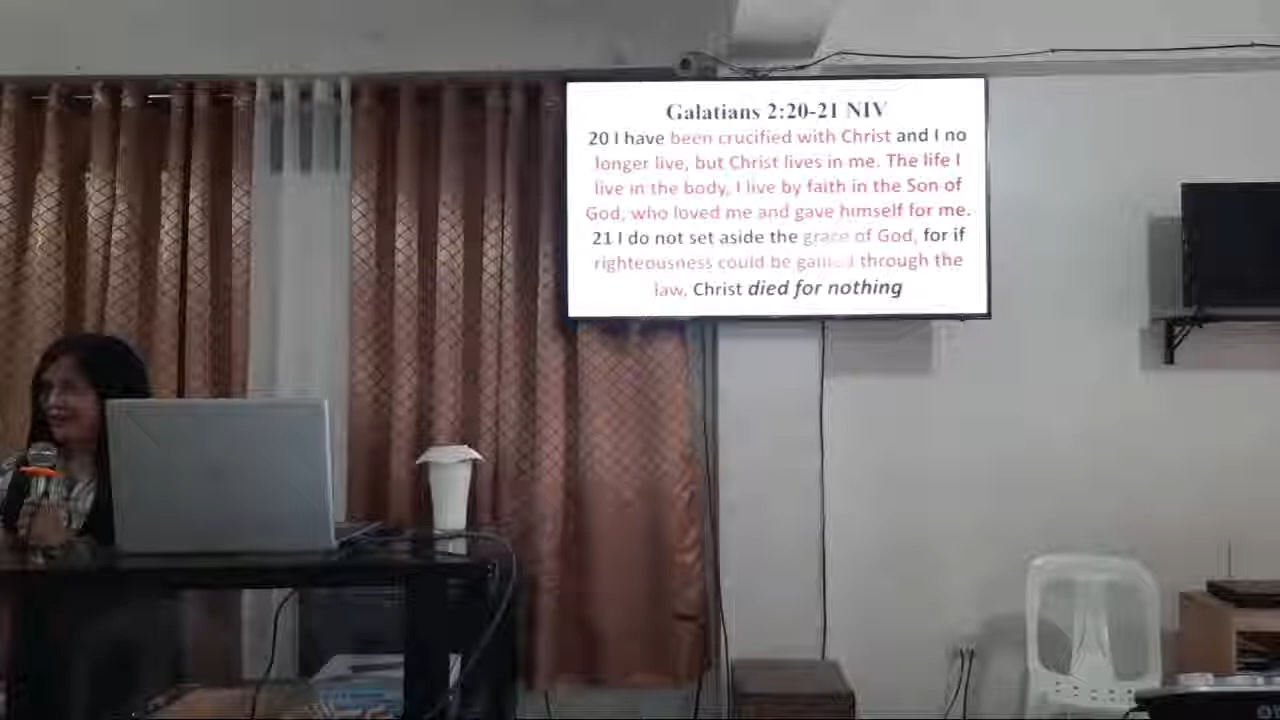 Galatians 2:20-21 NIV
20 I have been crucified with Christ and I no
longer live, but Christ lives in me. The life I
live in the body, I live by faith in the Son of
God, who loved me and gave himself for me.
21 I do not set aside the grace of God, for if
righteousness could be gained through the
law, Christ died for nothing